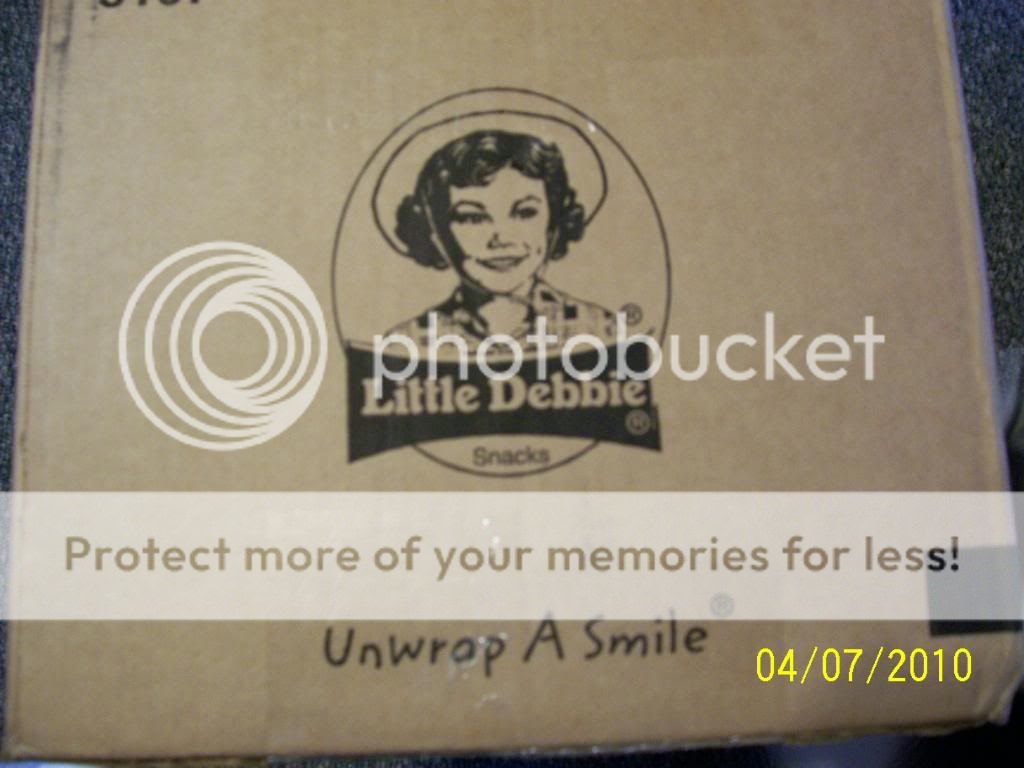 photobucket
Little Debbie
Snacks
Protect more of your memories for less!
Unwrap A Smile
04/07/2010